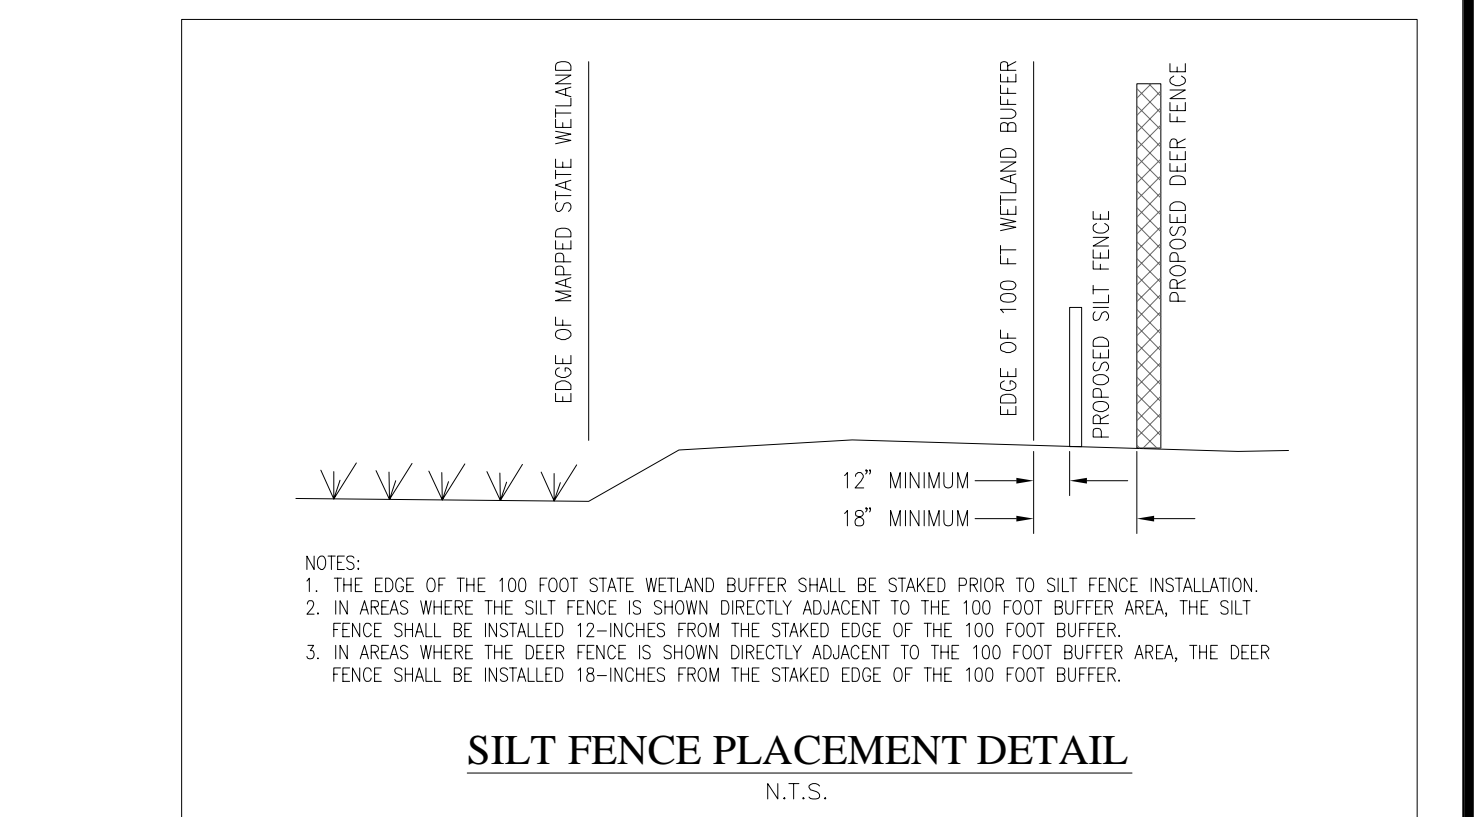 EDGE OF MAPPED STATE WETLAND
EDGE OF 100 FT WETLAND BUFFER
PROPOSED SILT FENCE
PROPOSED DEER FENCE
12" MINIMUM
18" MINIMUM
NOTES:
1. THE EDGE OF THE 100 FOOT STATE WETLAND BUFFER SHALL BE STAKED PRIOR TO SILT FENCE INSTALLATION.
2. IN AREAS WHERE THE SILT FENCE IS SHOWN DIRECTLY ADJACENT TO THE 100 FOOT BUFFER AREA, THE SILT
FENCE SHALL BE INSTALLED 12-INCHES FROM THE STAKED EDGE OF THE 100 FOOT BUFFER.
3. IN AREAS WHERE THE DEER FENCE IS SHOWN DIRECTLY ADJACENT TO THE 100 FOOT BUFFER AREA, THE DEER
FENCE SHALL BE INSTALLED 18-INCHES FROM THE STAKED EDGE OF THE 100 FOOT BUFFER.
SILT FENCE PLACEMENT DETAIL
N.T.S.